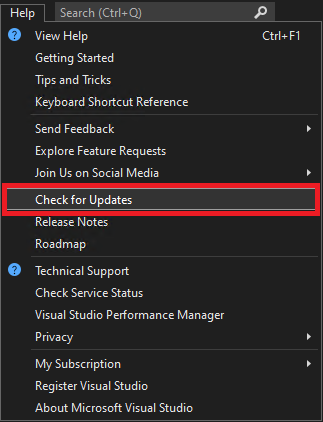 Help Search (Ctrl+Q)
View Help Ctrl+F1
Getting Started
Tips and Tricks
Keyboard Shortcut Reference
Send Feedback
Explore Feature Requests
Join Us on Social Media
Check for Updates
Release Notes
Roadmap
Technical Support
Check Service Status
Visual Studio Performance Manager
Privacy
My Subscription
Register Visual Studio
About Microsoft Visual Studio